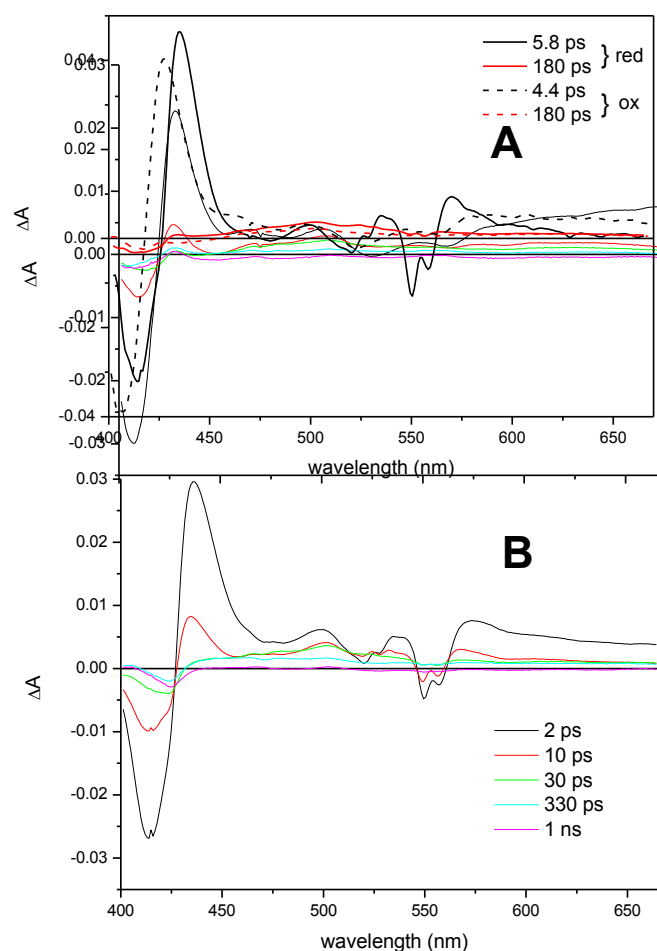 5.8 ps
180 ps } red
4.4 ps
180 ps } ox
A
0.04
0.03
0.02
0.02
0.01
0.00
0.00
-0.01
-0.02
-0.04
-0.03
ΔA
ΔA
400 450 500 550 600 650
wavelength (nm)
B
0.03
0.02
0.01
0.00
-0.01
-0.02
-0.03
ΔA
2 ps
10 ps
30 ps
330 ps
1 ns
400 450 500 550 600 650
wavelength (nm)